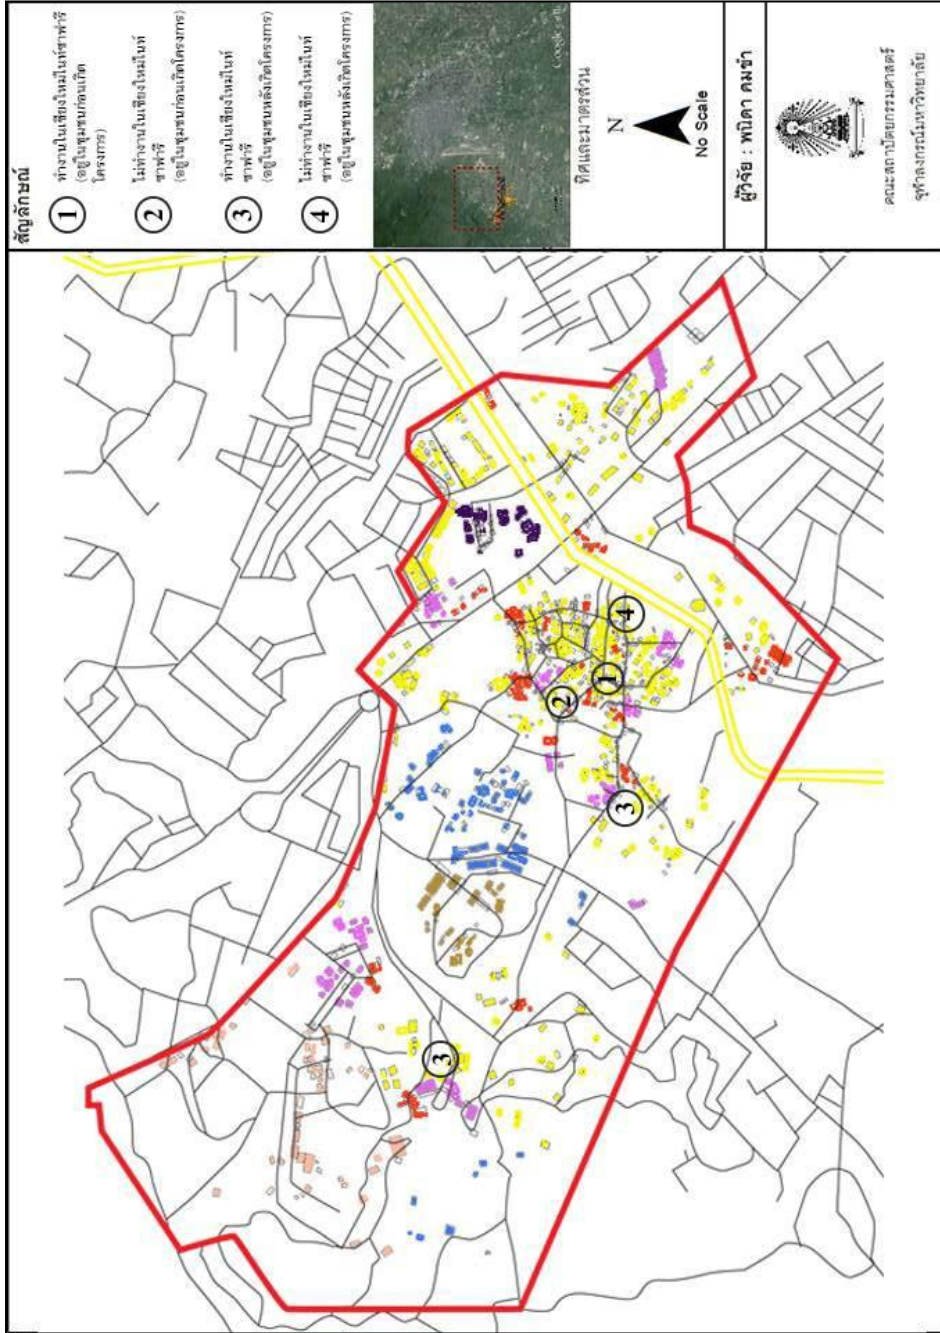 สัญลักษณ์
1
ทำงานในเชียงใหม่ไนท์ซาฟารี
(อยู่ในชุมชนก่อนเกิด
โครงการ)
2
ไม่ทำงานในเชียงใหม่ไนท์
ซาฟารี
(อยู่ในชุมชนก่อนเกิดโครงการ)
3
ทำงานในเชียงใหม่ไนท์
ซาฟารี
(อยู่ในชุมชนหลังเกิดโครงการ)
4
ไม่ทำงานในเชียงใหม่ไนท์
ซาฟารี
(อยู่ในชุมชนหลังเกิดโครงการ)
ทิศและมาตรส่วน
N
No Scale
ผู้วิจัย : พนิดา คมขำ
คณะสถาปัตยกรรมศาสตร์
จุฬาลงกรณ์มหาวิทยาลัย
3
3
2
1
4